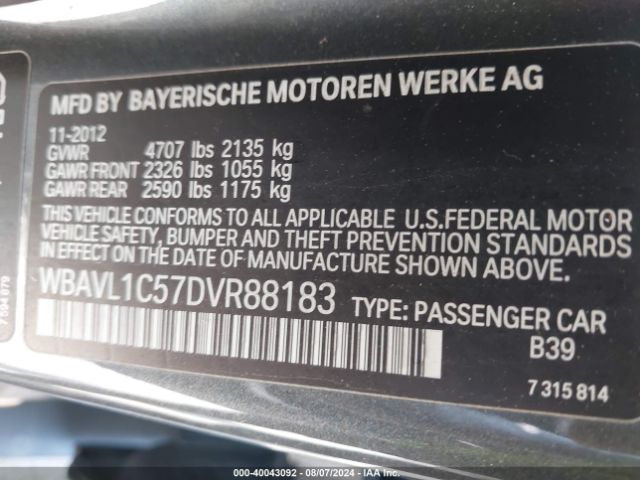 MFD BY BAYERISCHE MOTOREN WERKE AG
11-2012
GVWR 4707 lbs 2135 kg
GAWR FRONT 2326 lbs 1055 kg
GAWR REAR 2590 lbs 1175 kg
THIS VEHICLE CONFORMS TO ALL APPLICABLE U.S.FEDERAL MOTOR
VEHICLE SAFETY, BUMPER AND THEFT PREVENTION STANDARDS
IN EFFECT ON THE DATE OF MANUFACTURE SHOWN ABOVE.
WBAVL1C57DVR88183 TYPE: PASSENGER CAR
B39
7 315 814
7 594 879
000-40043092 - 08/07/2024 - IAA Inc.